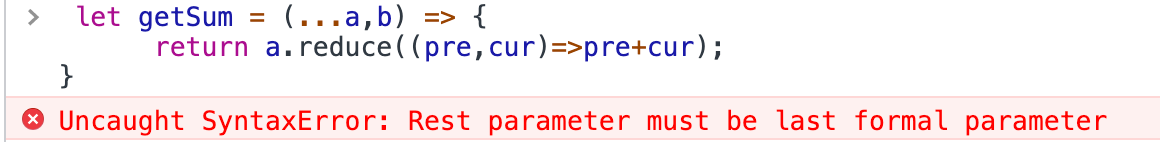 > let getSum = (...a,b) => {
return a.reduce((pre,cur)=>pre+cur);
}
Uncaught SyntaxError: Rest parameter must be last formal parameter